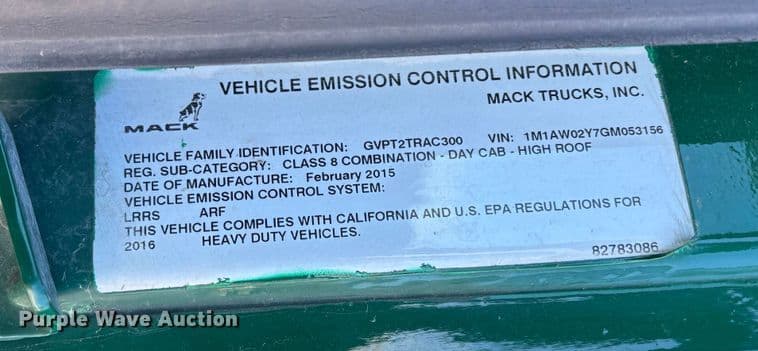 VEHICLE EMISSION CONTROL INFORMATION
MACK TRUCKS, INC.
MACK
VEHICLE FAMILY IDENTIFICATION: GVPT2TRAC300 VIN: 1M1AW02Y7GM053156
REG. SUB-CATEGORY: CLASS 8 COMBINATION - DAY CAB - HIGH ROOF
DATE OF MANUFACTURE: February 2015
VEHICLE EMISSION CONTROL SYSTEM:
LRRS ARF
THIS VEHICLE COMPLIES WITH CALIFORNIA AND U.S. EPA REGULATIONS FOR
2016 HEAVY DUTY VEHICLES.
82783086
Purple Wave Auction